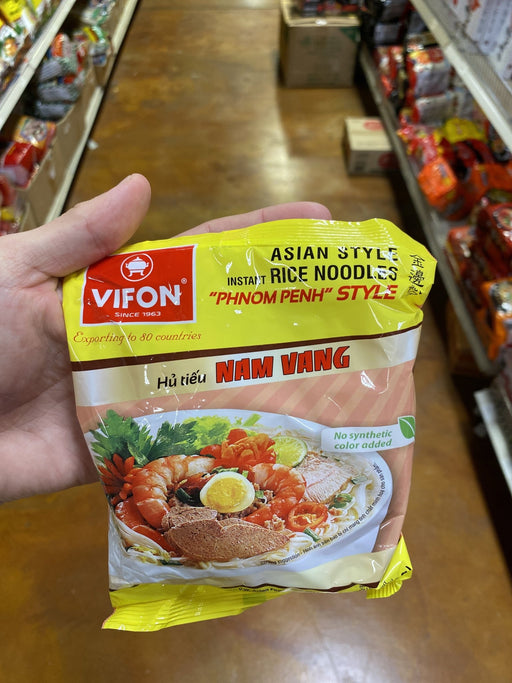 VIFON®
SINCE 1963
Exporting to 80 countries
ASIAN STYLE
INSTANT RICE NOODLES
"PHNOM PENH" STYLE
金邊
Hủ tiếu NAM VANG
No synthetic
color added